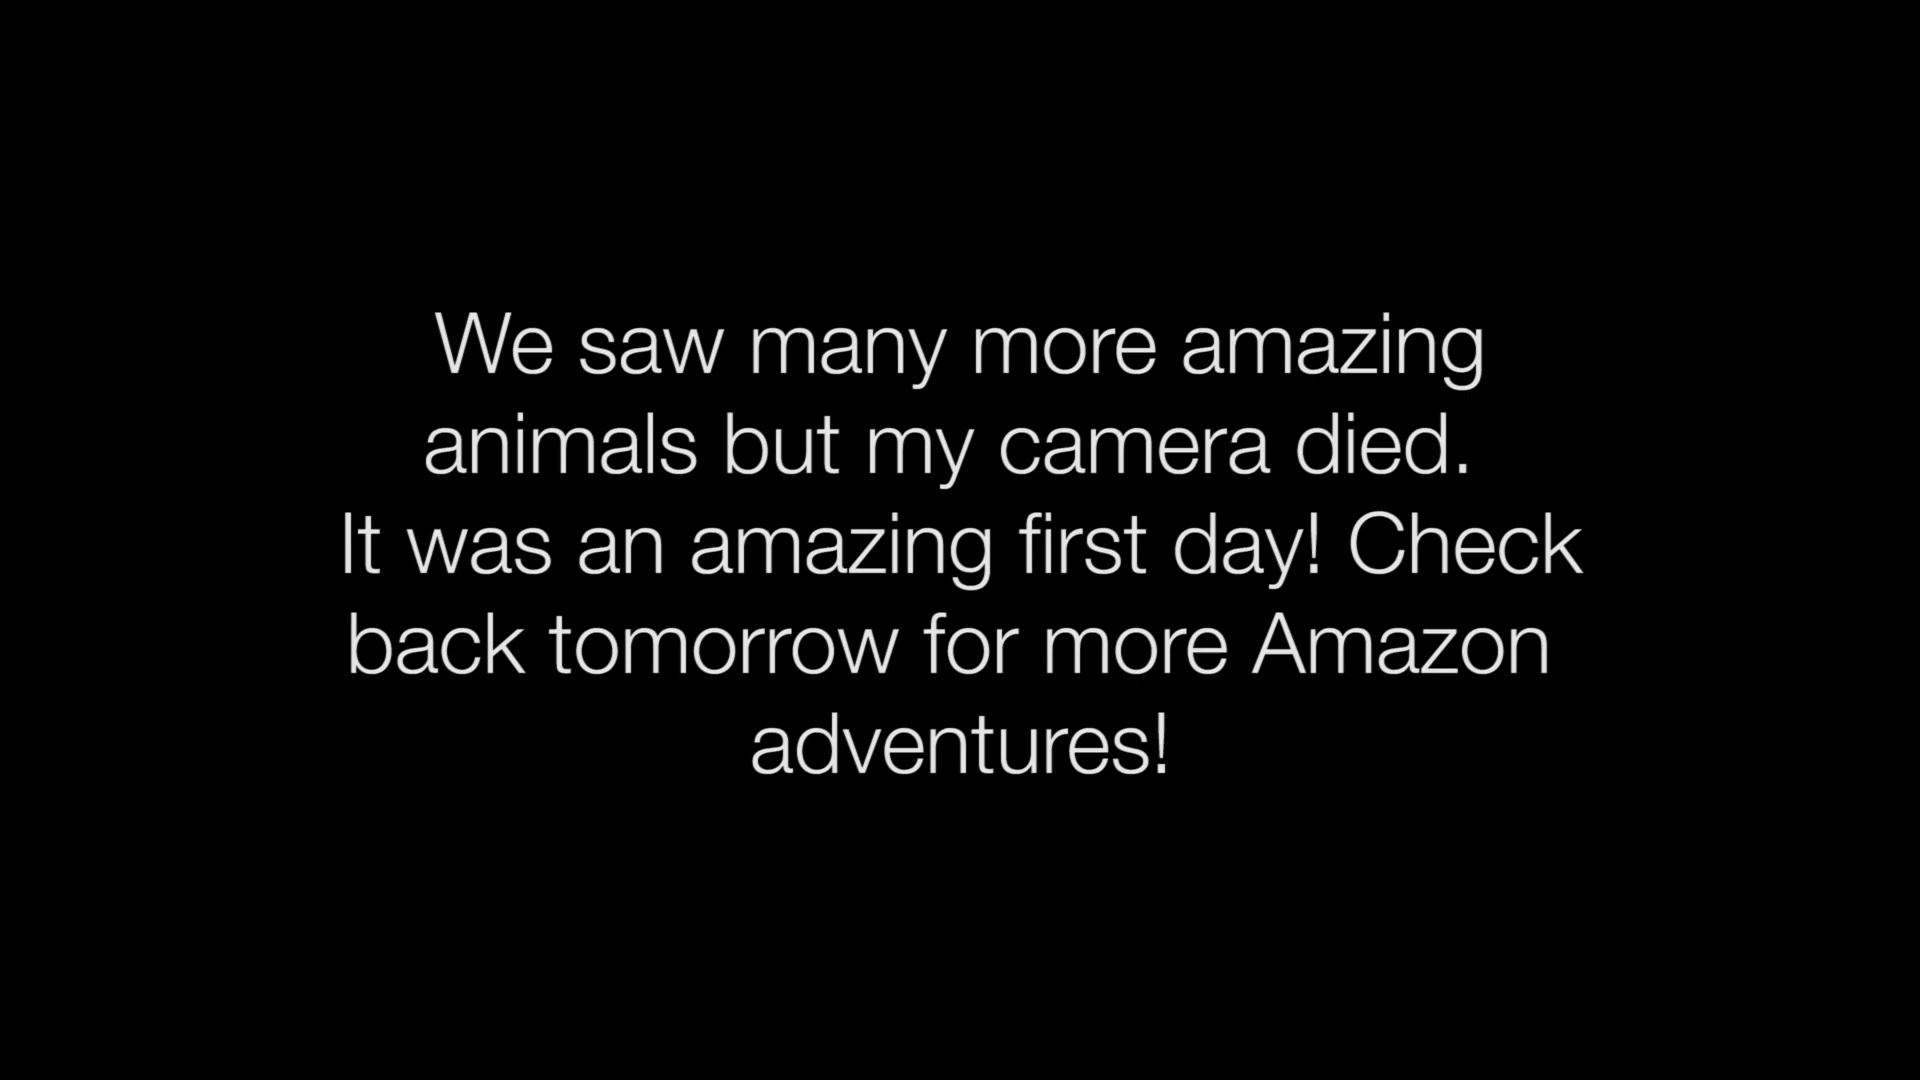 We saw many more amazing
animals but my camera died.
It was an amazing first day! Check
back tomorrow for more Amazon
adventures!